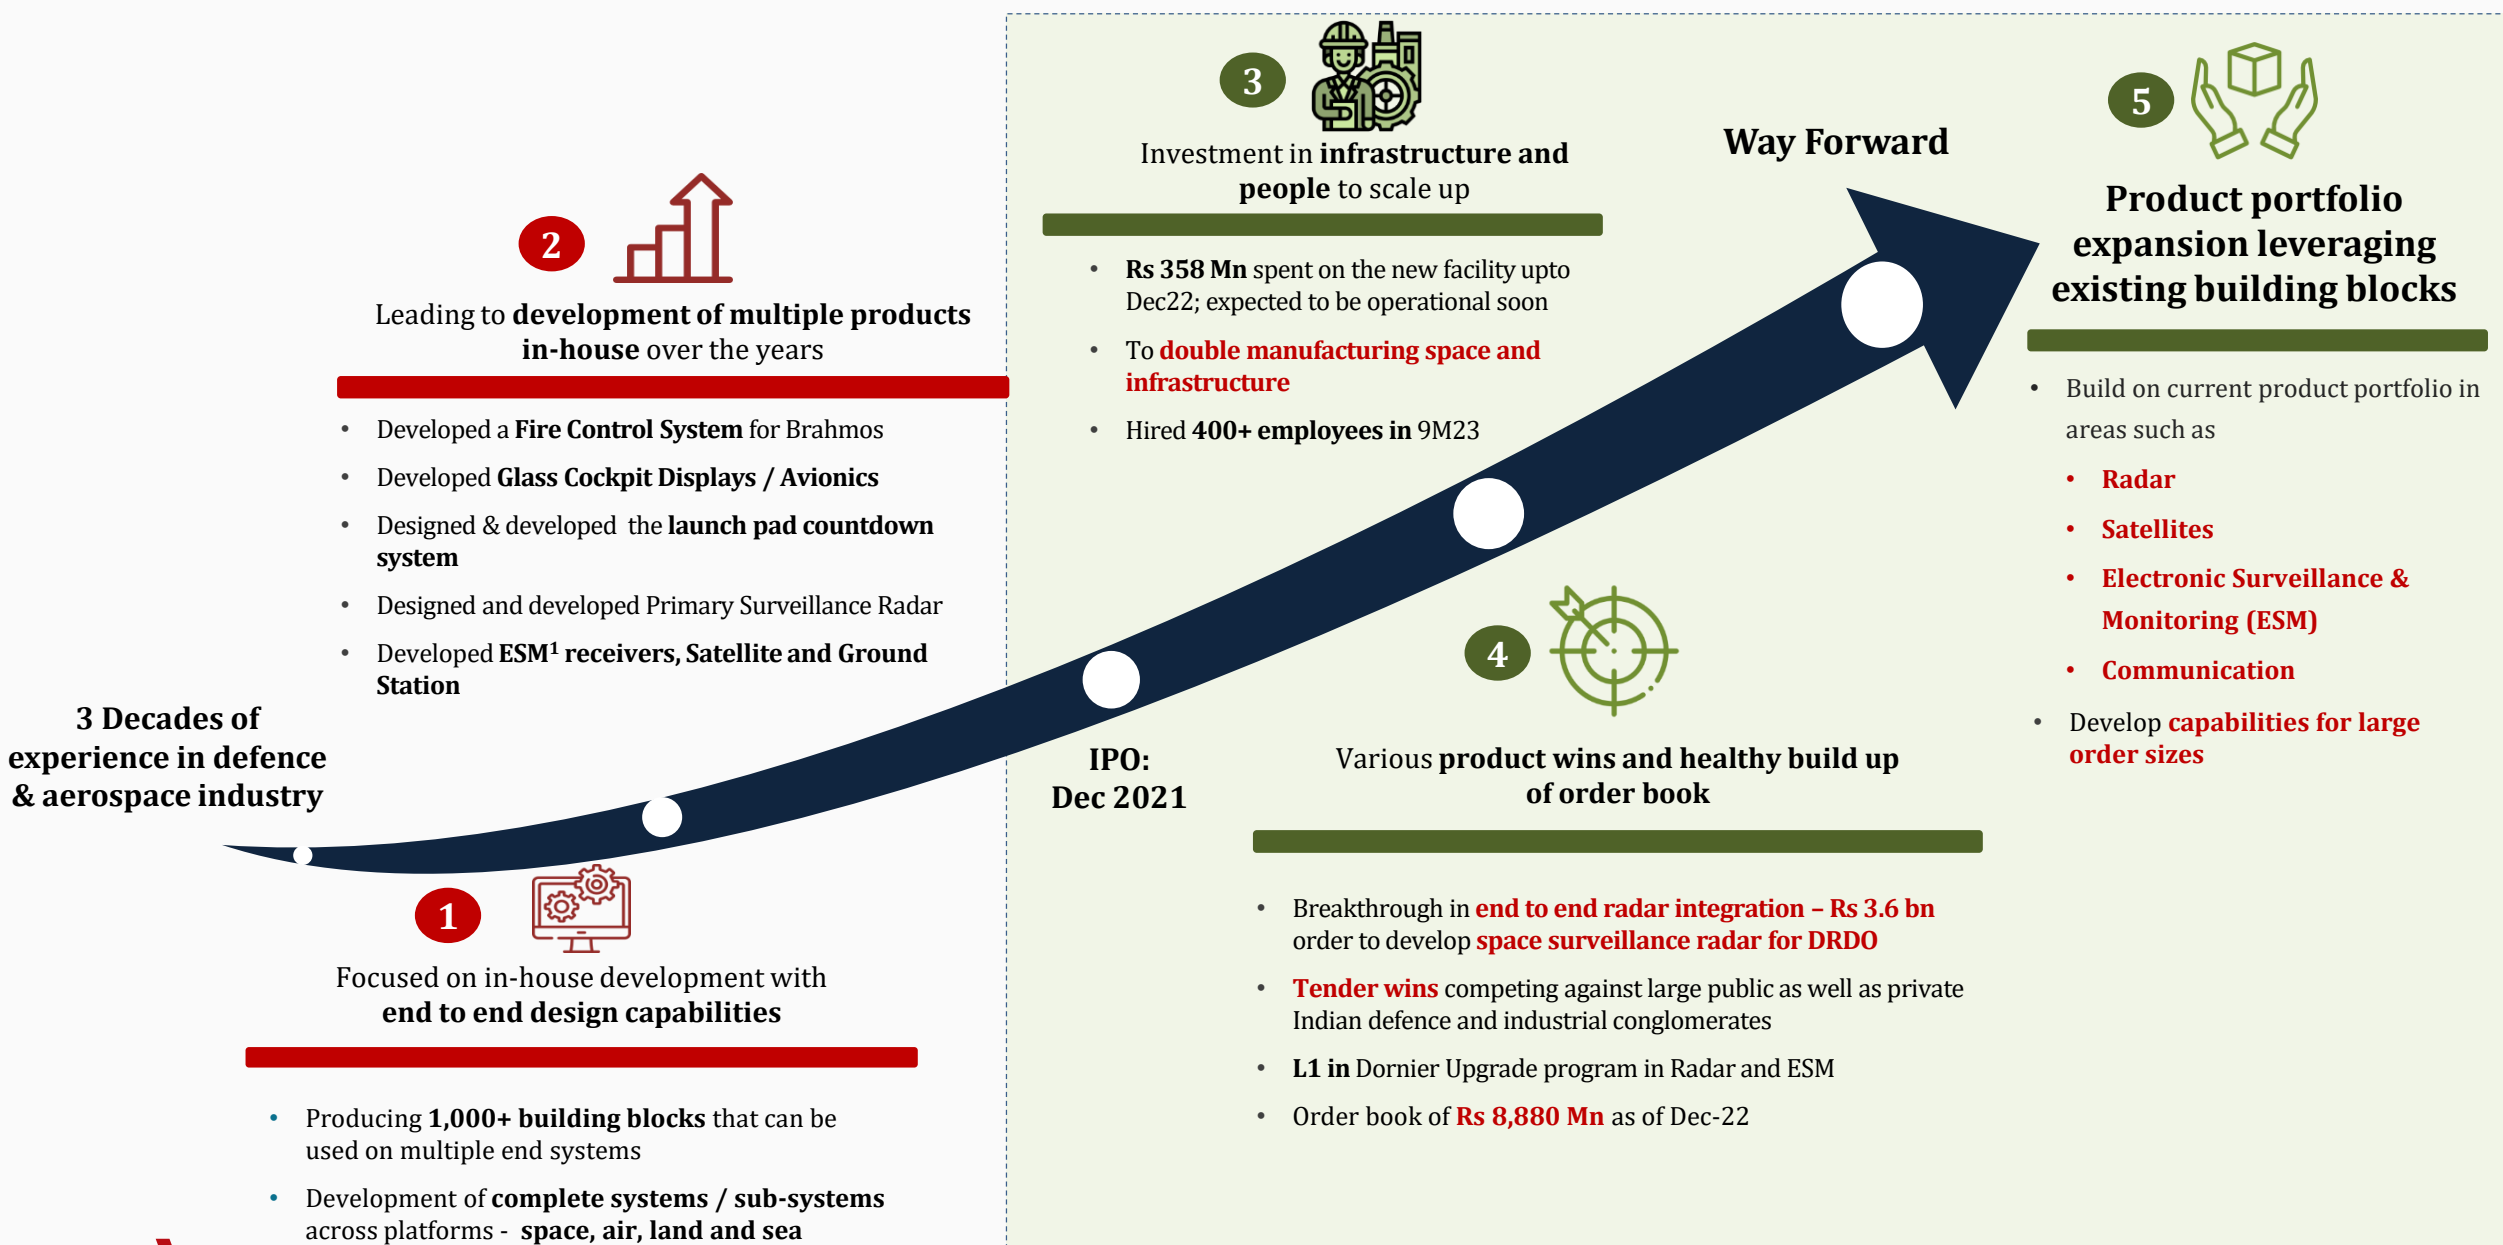 3 Decades of
experience in defence
& aerospace industry
1
Focused on in-house development with
end to end design capabilities
• Producing 1,000+ building blocks that can be
used on multiple end systems
• Development of complete systems / sub-systems
across platforms - space, air, land and sea
2
Leading to development of multiple products
in-house over the years
• Developed a Fire Control System for Brahmos
• Developed Glass Cockpit Displays / Avionics
• Designed & developed the launch pad countdown
system
• Designed and developed Primary Surveillance Radar
• Developed ESM¹ receivers, Satellite and Ground
Station
IPO:
Dec 2021
3
Investment in infrastructure and
people to scale up
• Rs 358 Mn spent on the new facility upto
Dec22; expected to be operational soon
• To double manufacturing space and
infrastructure
• Hired 400+ employees in 9M23
4
Various product wins and healthy build up
of order book
• Breakthrough in end to end radar integration – Rs 3.6 bn
order to develop space surveillance radar for DRDO
• Tender wins competing against large public as well as private
Indian defence and industrial conglomerates
• L1 in Dornier Upgrade program in Radar and ESM
• Order book of Rs 8,880 Mn as of Dec-22
Way Forward
5
Product portfolio
expansion leveraging
existing building blocks
• Build on current product portfolio in
areas such as
• Radar
• Satellites
• Electronic Surveillance &
Monitoring (ESM)
• Communication
• Develop capabilities for large
order sizes